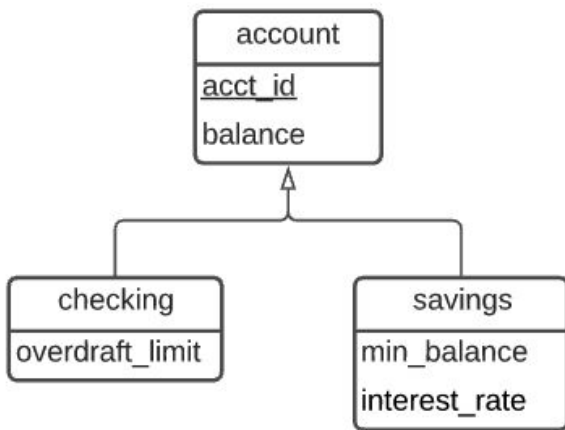 account
acct_id
balance
checking
overdraft_limit
savings
min_balance
interest_rate